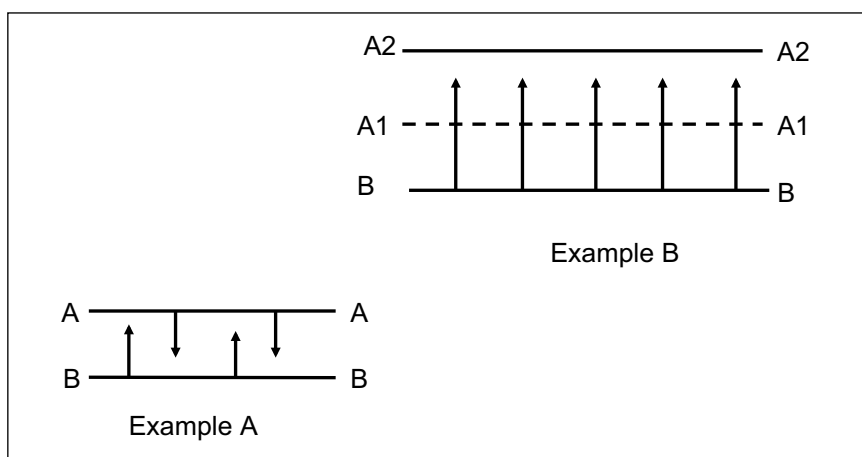 A2 A2
A1 A1
B B
Example B
A A
B B
Example A